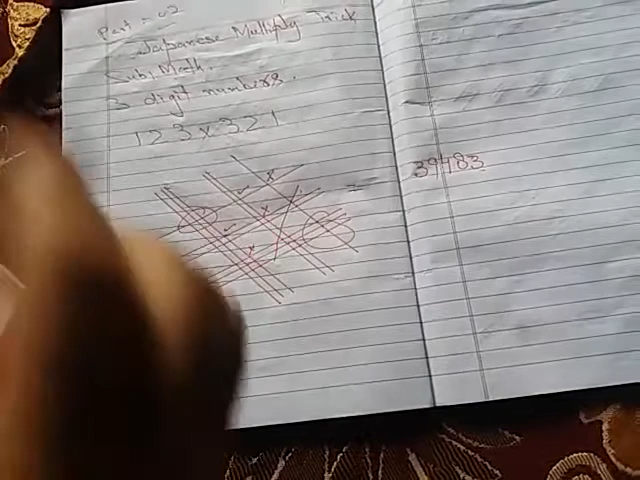 Part - 02
Japanese Multiply Trick
Sub: Math.
3 digit numbers.
123 x 321
=
39483